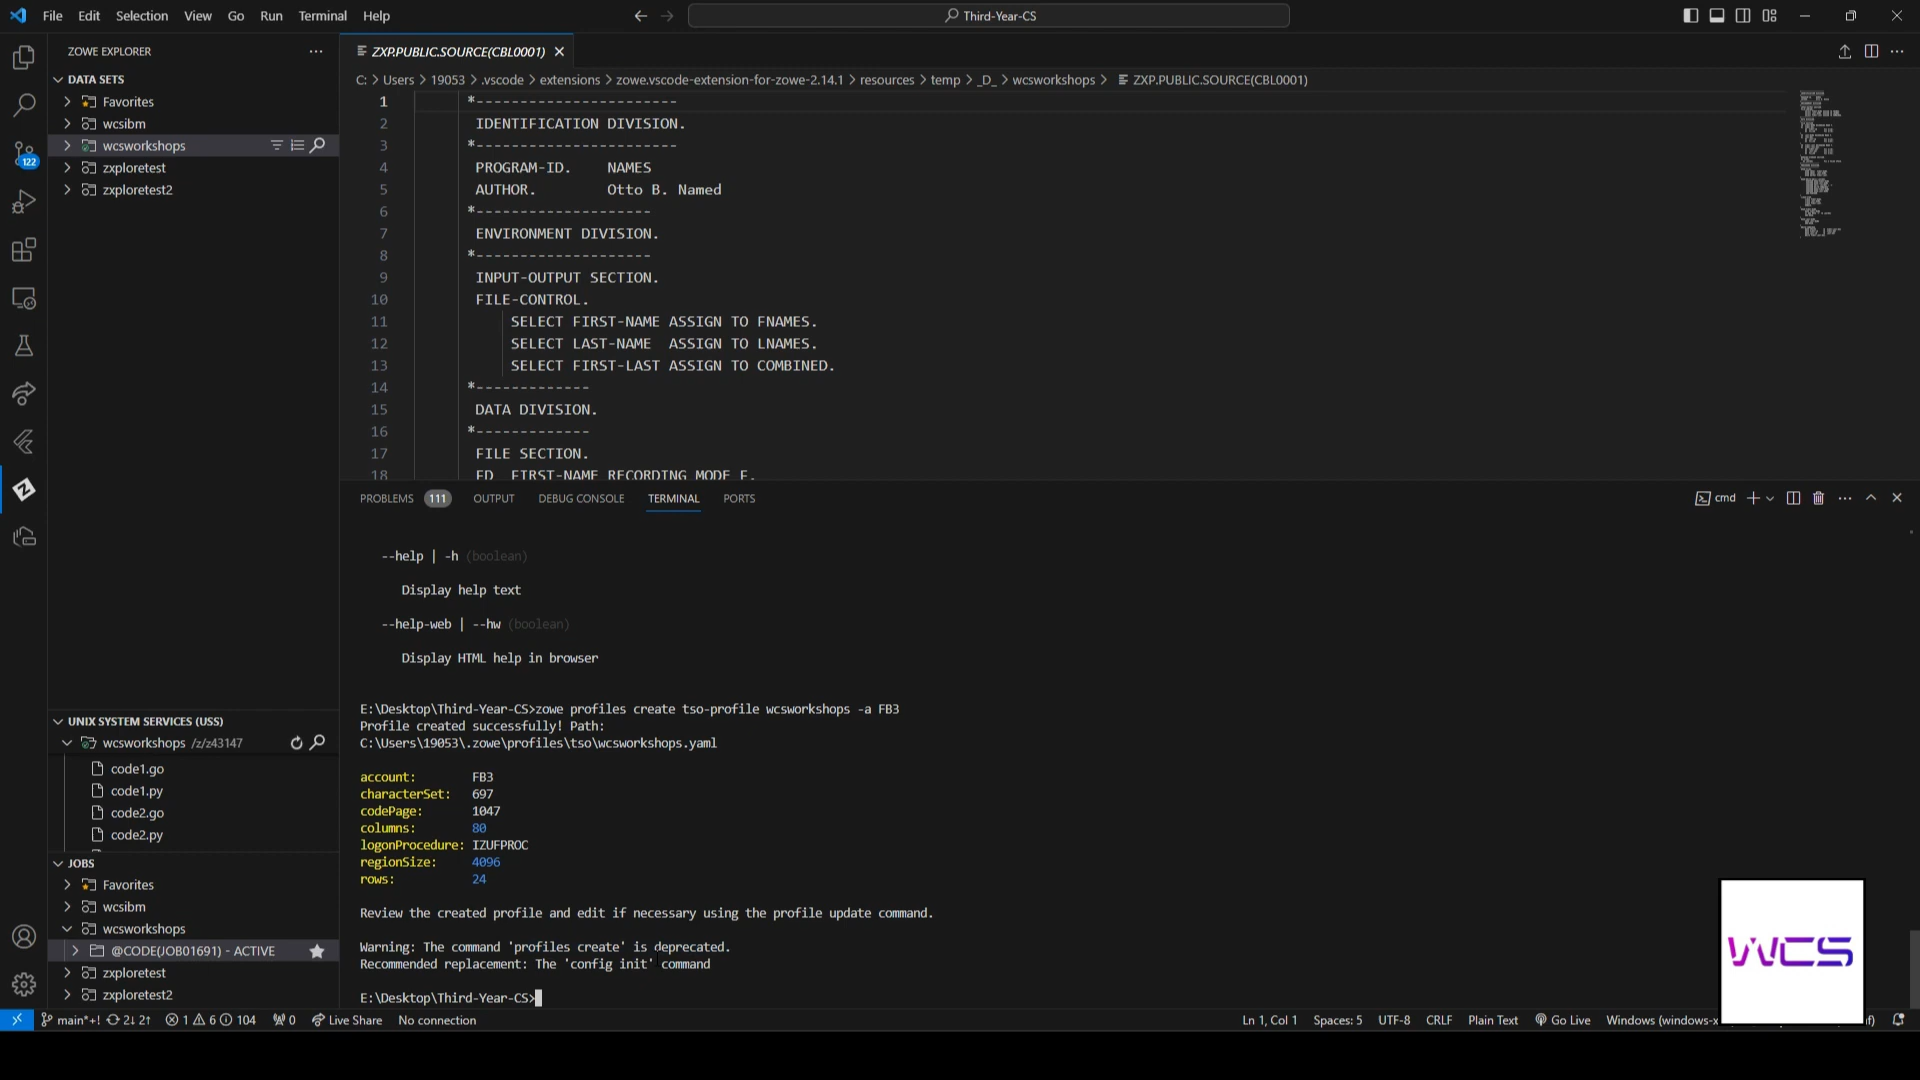 File Edit Selection View Go Run Terminal Help
Third-Year-CS
ZOWE EXPLORER
DATA SETS
Favorites
wcsibm
wcsworkshops
zxploretest
zxploretest2
122
UNIX SYSTEM SERVICES (USS)
wcsworkshops /z/z43147
code1.go
code1.py
code2.go
code2.py
JOBS
Favorites
wcsibm
wcsworkshops
@CODE(JOB01691) - ACTIVE
zxploretest
zxploretest2
ZXP.PUBLIC.SOURCE(CBL0001)
C: > Users > 19053 > .vscode > extensions > zowe.vscode-extension-for-zowe-2.14.1 > resources > temp > _D_ > wcsworkshops > ZXP.PUBLIC.SOURCE(CBL0001)
1 *-----------------------
2 IDENTIFICATION DIVISION.
3 *-----------------------
4 PROGRAM-ID. NAMES
5 AUTHOR. Otto B. Named
6 *--------------------
7 ENVIRONMENT DIVISION.
8 *--------------------
9 INPUT-OUTPUT SECTION.
10 FILE-CONTROL.
11 SELECT FIRST-NAME ASSIGN TO FNAMES.
12 SELECT LAST-NAME ASSIGN TO LNAMES.
13 SELECT FIRST-LAST ASSIGN TO COMBINED.
14 *-------------
15 DATA DIVISION.
16 *-------------
17 FILE SECTION.
18 FD FIRST-NAME RECORDING MODE F.
PROBLEMS 111 OUTPUT DEBUG CONSOLE TERMINAL PORTS
cmd
--help | -h (boolean)
Display help text
--help-web | --hw (boolean)
Display HTML help in browser
E:\Desktop\Third-Year-CS>zowe profiles create tso-profile wcsworkshops -a FB3
Profile created successfully! Path:
C:\Users\19053\.zowe\profiles\tso\wcsworkshops.yaml
account: FB3
characterSet: 697
codePage: 1047
columns: 80
logonProcedure: IZUFPROC
regionSize: 4096
rows: 24
Review the created profile and edit if necessary using the profile update command.
Warning: The command 'profiles create' is deprecated.
Recommended replacement: The 'config init' command
E:\Desktop\Third-Year-CS>
WCS
main*+! 2↓ 2↑ 1 6 104 0 Live Share No connection
Ln 1, Col 1 Spaces: 5 UTF-8 CRLF Plain Text Go Live Windows (windows-x